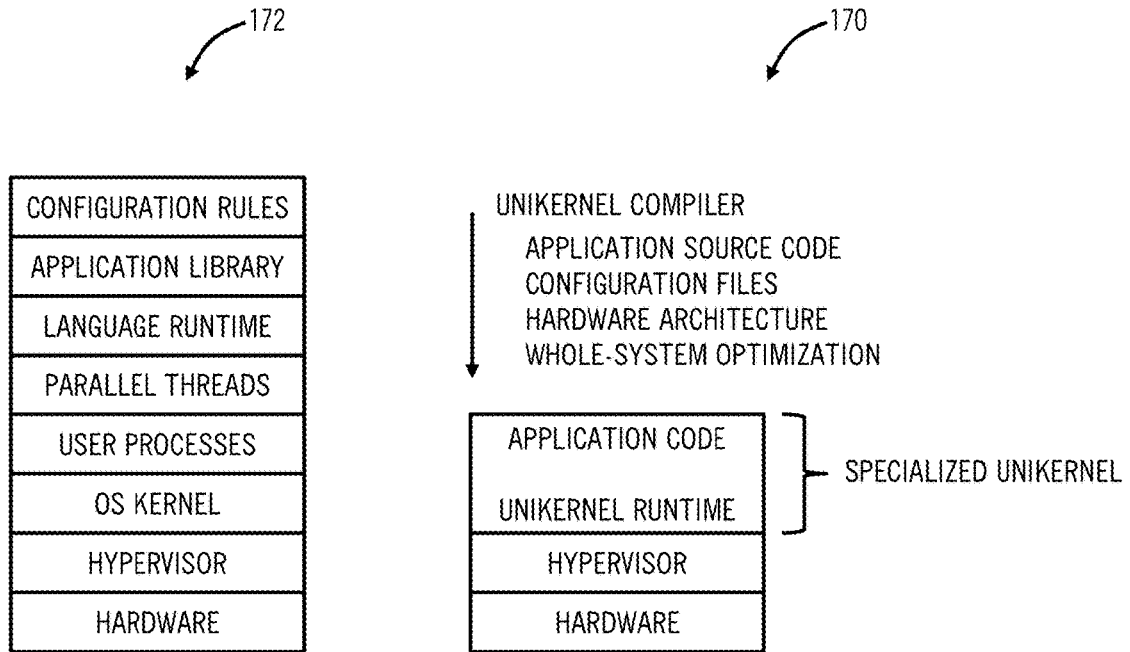 172
170
CONFIGURATION RULES
APPLICATION LIBRARY
LANGUAGE RUNTIME
PARALLEL THREADS
USER PROCESSES
OS KERNEL
HYPERVISOR
HARDWARE
UNIKERNEL COMPILER
APPLICATION SOURCE CODE
CONFIGURATION FILES
HARDWARE ARCHITECTURE
WHOLE-SYSTEM OPTIMIZATION
APPLICATION CODE
UNIKERNEL RUNTIME
SPECIALIZED UNIKERNEL
HYPERVISOR
HARDWARE